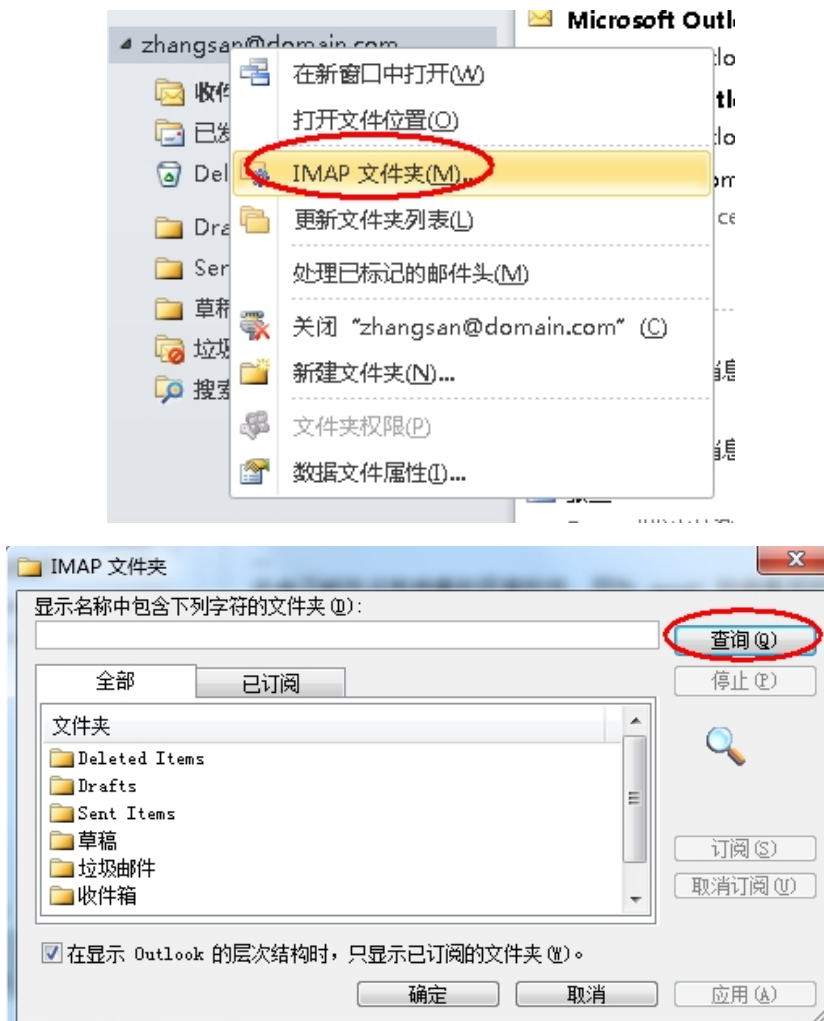 Microsoft Outl
zhangsan@domain.com
在新窗口中打开(W)
打开文件位置(O)
IMAP 文件夹(M)...
更新文件夹列表(L)
处理已标记的邮件头(M)
关闭 “zhangsan@domain.com” (C)
新建文件夹(N)...
文件夹权限(P)
数据文件属性(I)...
收件
已发
Del
Dra
Sen
草稿
垃圾
搜索
IMAP 文件夹
显示名称中包含下列字符的文件夹(D):
查询(Q)
全部
已订阅
停止(P)
文件夹
Deleted Items
Drafts
Sent Items
草稿
垃圾邮件
收件箱
订阅(S)
取消订阅(U)
在显示 Outlook 的层次结构时，只显示已订阅的文件夹(W)。
确定
取消
应用(A)